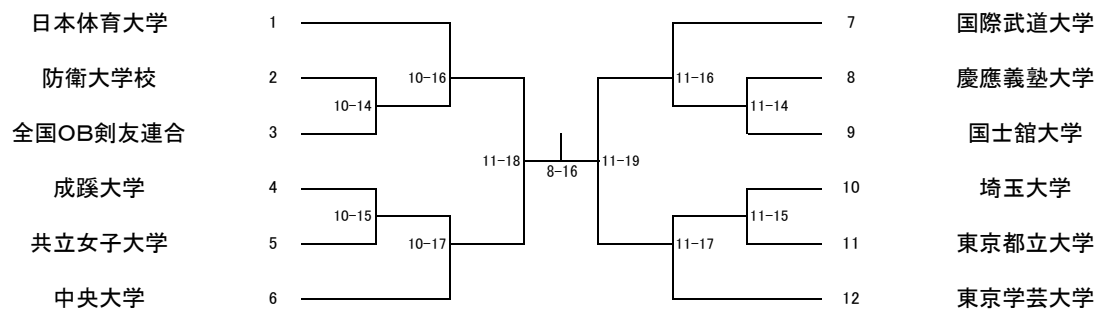 日本体育大学 1 7 国際武道大学
防衛大学校 2 10-16 11-16 8 慶應義塾大学
10-14 11-14
全国OB剣友連合 3 9 国士舘大学
11-18 8-16 11-19
成蹊大学 4 10 埼玉大学
10-15 11-15
共立女子大学 5 10-17 11-17 11 東京都立大学
中央大学 6 12 東京学芸大学